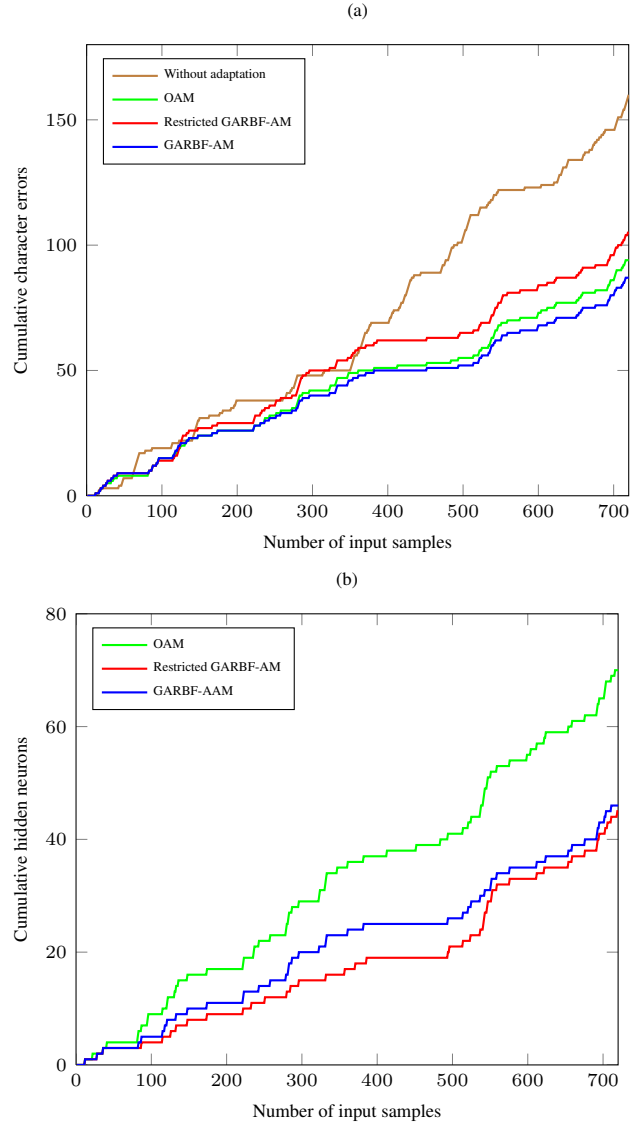 (a)
Without adaptation
OAM
Restricted GARBF-AM
GARBF-AM
Cumulative character errors
150
100
50
0
0 100 200 300 400 500 600 700
Number of input samples
(b)
OAM
Restricted GARBF-AM
GARBF-AAM
Cumulative hidden neurons
80
60
40
20
0
0 100 200 300 400 500 600 700
Number of input samples